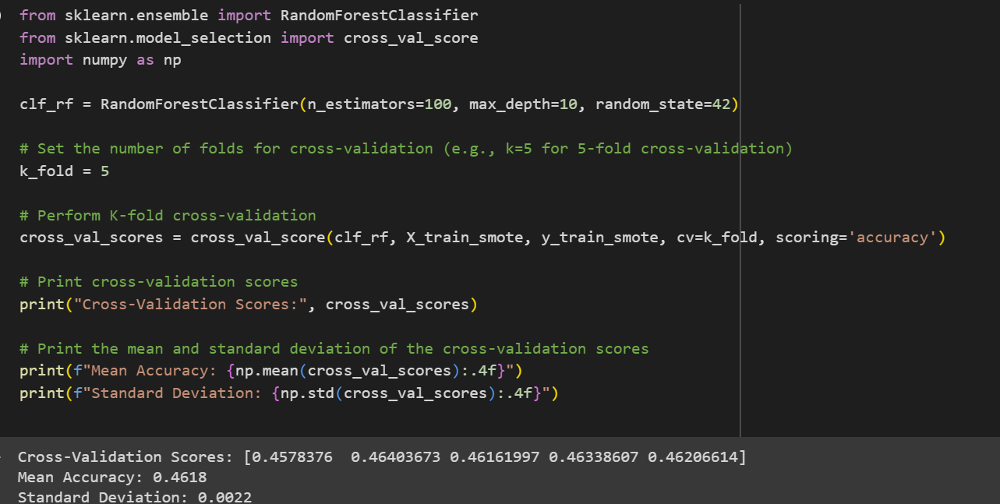 from sklearn.ensemble import RandomForestClassifier
from sklearn.model_selection import cross_val_score
import numpy as np
clf_rf = RandomForestClassifier(n_estimators=100, max_depth=10, random_state=42)
# Set the number of folds for cross-validation (e.g., k=5 for 5-fold cross-validation)
k_fold = 5
# Perform K-fold cross-validation
cross_val_scores = cross_val_score(clf_rf, X_train_smote, y_train_smote, cv=k_fold, scoring='accuracy')
# Print cross-validation scores
print("Cross-Validation Scores:", cross_val_scores)
# Print the mean and standard deviation of the cross-validation scores
print(f"Mean Accuracy: {np.mean(cross_val_scores):.4f}")
print(f"Standard Deviation: {np.std(cross_val_scores):.4f}")
Cross-Validation Scores: [0.4578376  0.46403673 0.46161997 0.46338607 0.46206614]
Mean Accuracy: 0.4618
Standard Deviation: 0.0022